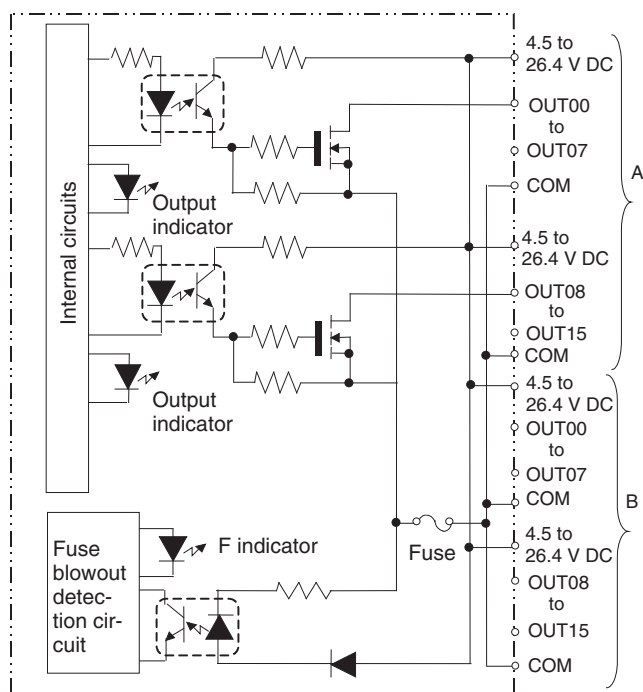 Internal circuits
Output
indicator
Output
indicator
Fuse
blowout
detec-
tion cir-
cuit
F indicator
Fuse
4.5 to
26.4 V DC
OUT00
to
OUT07
COM
4.5 to
26.4 V DC
OUT08
to
OUT15
COM
A
4.5 to
26.4 V DC
OUT00
to
OUT07
COM
4.5 to
26.4 V DC
OUT08
to
OUT15
COM
B